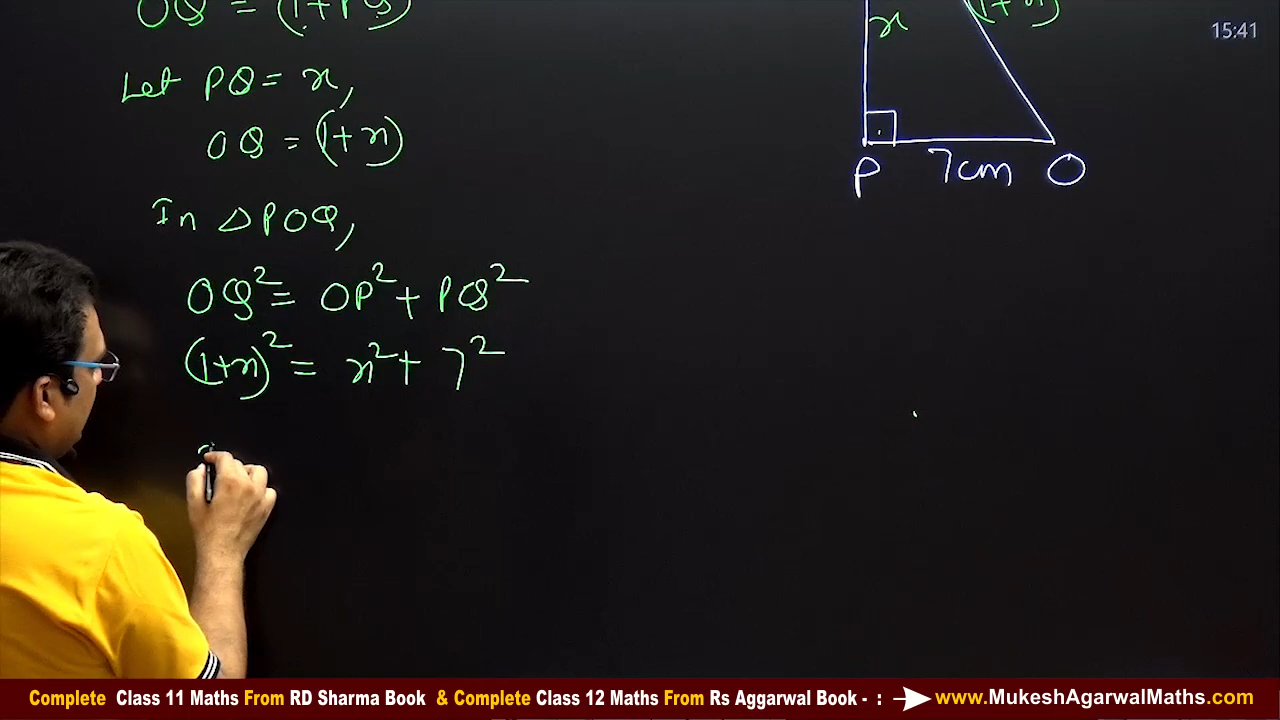 OQ = (1+PQ)
(1+x)
15:41
x
Let PQ = x,
OQ = (1+x)
P 7cm O
In △POQ,
OQ² = OP² + PQ²
(1+x)² = x² + 7²
Complete Class 11 Maths From RD Sharma Book & Complete Class 12 Maths From Rs Aggarwal Book - : www.MukeshAgarwalMaths.com